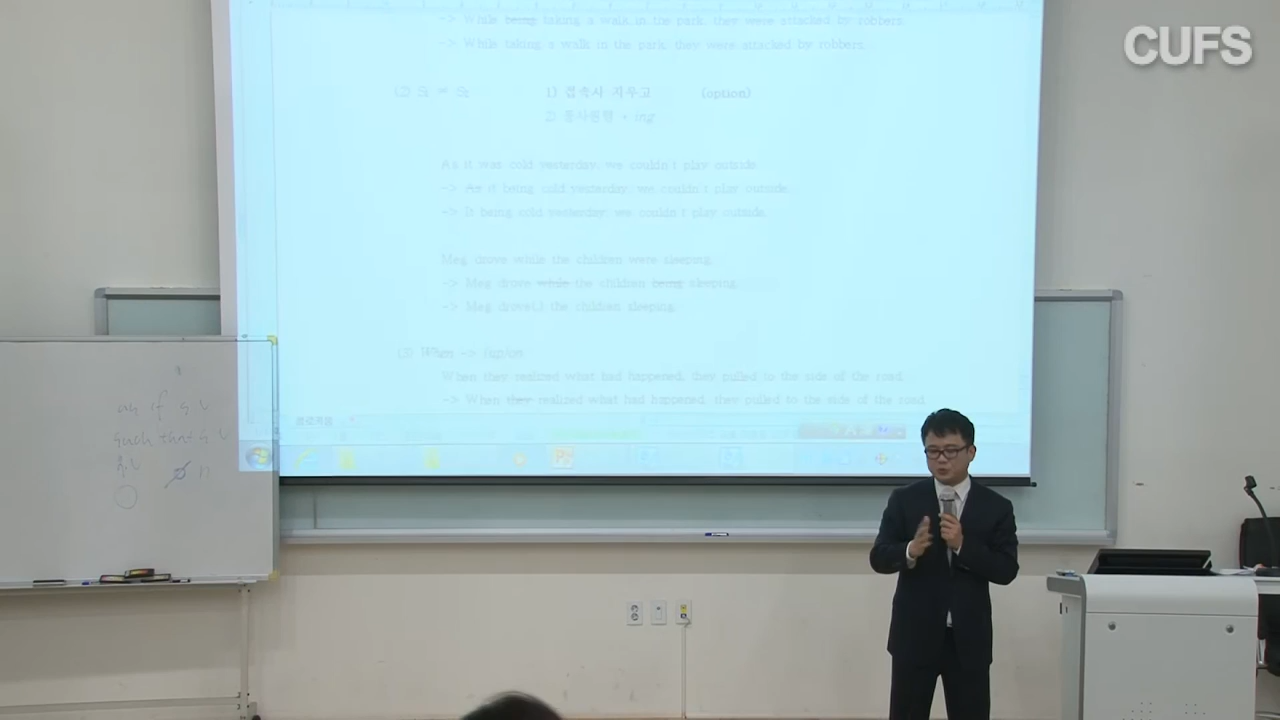 CUFS
-> While being taking a walk in the park, they were attacked by robbers.
-> While taking a walk in the park, they were attacked by robbers.
(2) S₁ ≠ S₂ 1) 접속사 지우고 (option)
2) 동사원형 + ing
As it was cold yesterday, we couldn't play outside.
-> As it being cold yesterday, we couldn't play outside.
-> It being cold yesterday, we couldn't play outside.
Meg drove while the children were sleeping.
-> Meg drove while the children being sleeping.
-> Meg drove(,) the children sleeping.
(3) When -> Upon
When they realized what had happened, they pulled to the side of the road.
-> When they realized what had happened, they pulled to the side of the road.
as if s v
such that s v